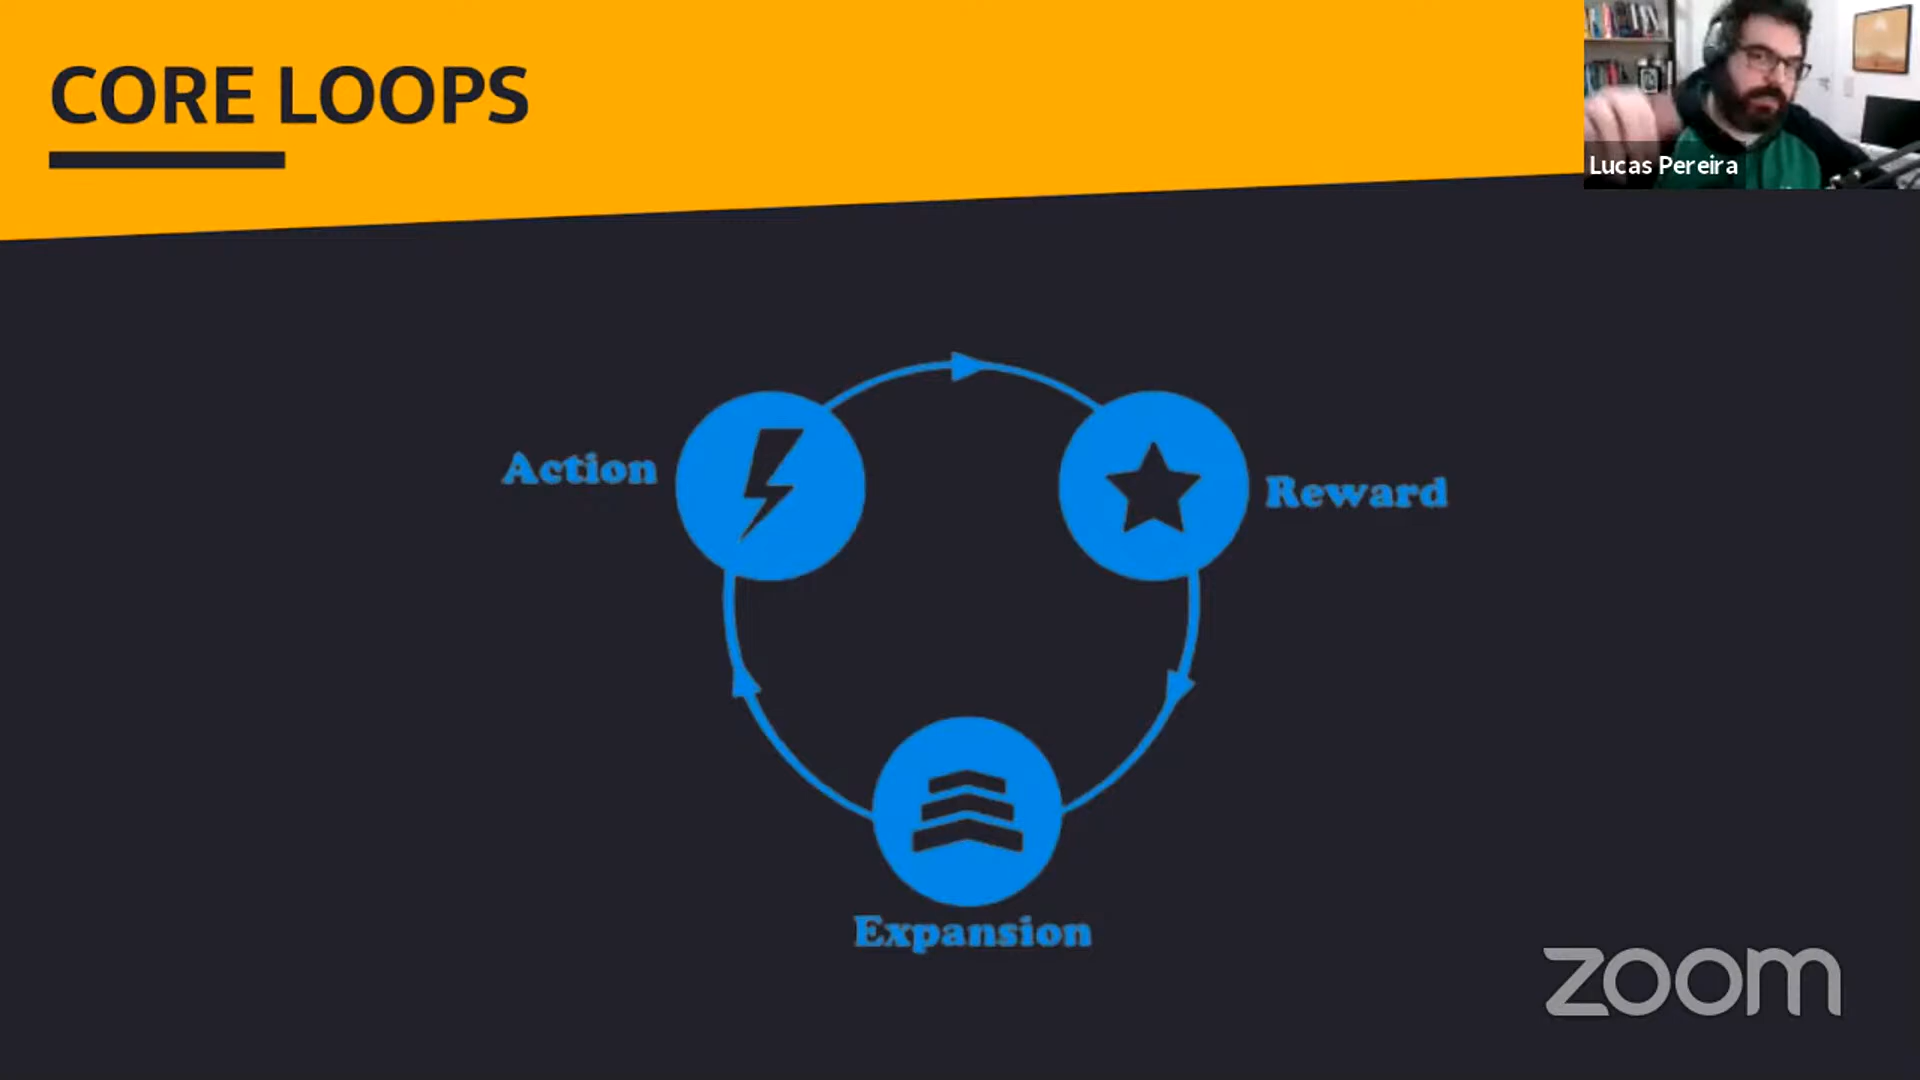 CORE LOOPS
Lucas Pereira
Action
Reward
Expansion
zoom